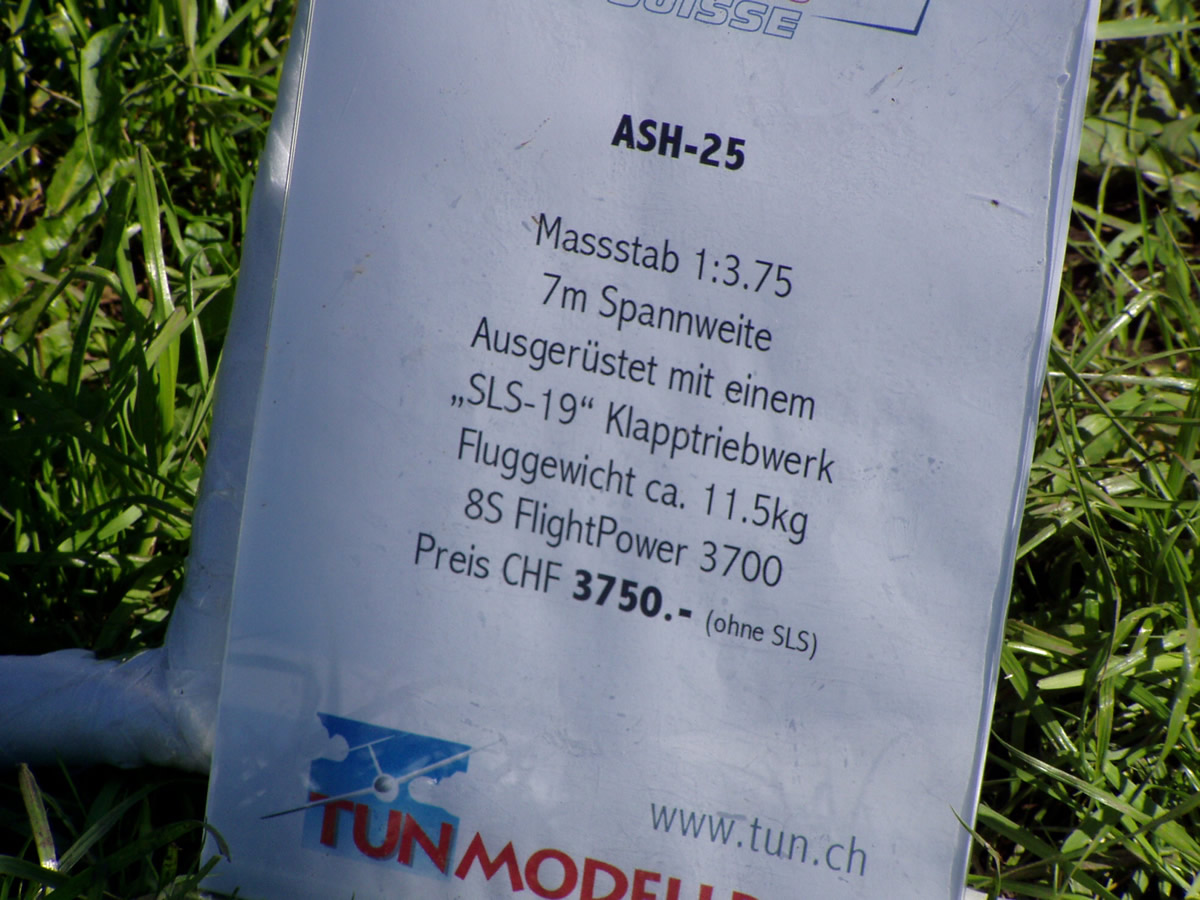 SUISSE
ASH-25
Massstab 1:3.75
7m Spannweite
Ausgerüstet mit einem
„SLS-19“ Klapptriebwerk
Fluggewicht ca. 11.5kg
8S FlightPower 3700
Preis CHF 3750.- (ohne SLS)
www.tun.ch